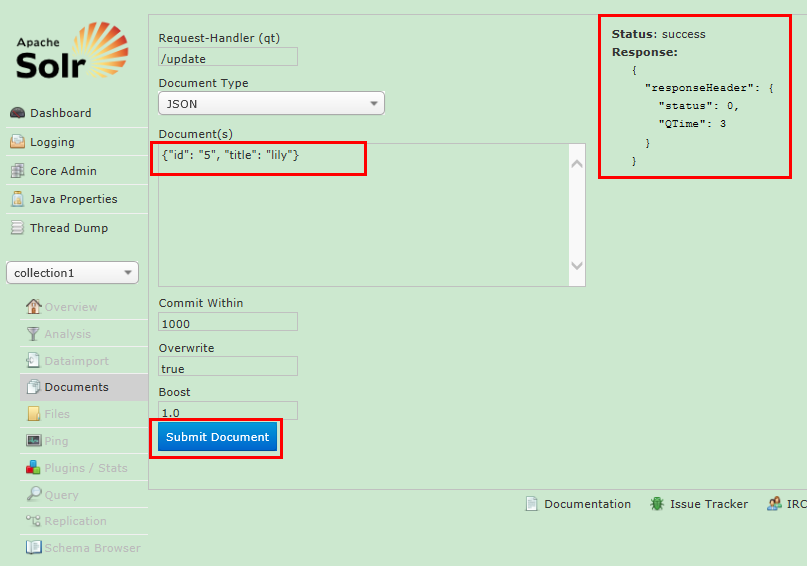 Apache
Solr
Dashboard
Logging
Core Admin
Java Properties
Thread Dump
collection1
Overview
Analysis
Dataimport
Documents
Files
Ping
Plugins / Stats
Query
Replication
Schema Browser
Request-Handler (qt)
/update
Document Type
JSON
Document(s)
{"id": "5", "title": "lily"}
Commit Within
1000
Overwrite
true
Boost
1.0
Submit Document
Status: success
Response:
{
"responseHeader": {
"status": 0,
"QTime": 3
}
}
Documentation
Issue Tracker
IRC